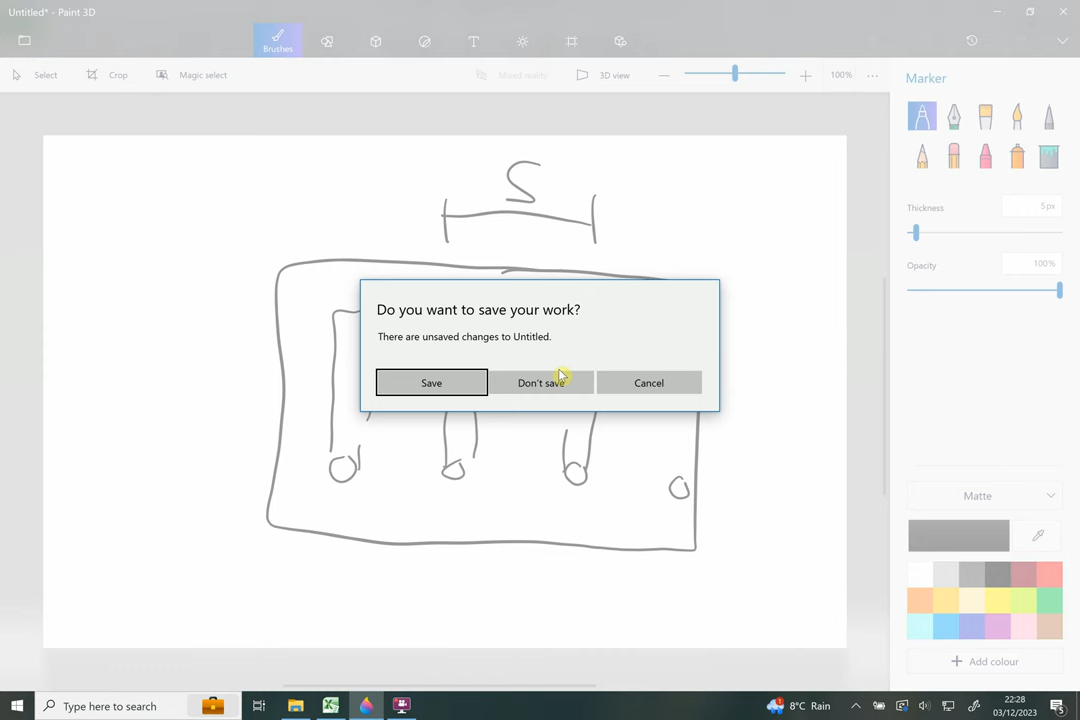 Untitled* - Paint 3D
Brushes
Select Crop Magic select Mixed reality 3D view 100% ...
Marker
Thickness 5px
Opacity 100%
S
Do you want to save your work?
There are unsaved changes to Untitled.
Save Don't save Cancel
Matte
+ Add colour
Type here to search
8°C Rain
22:28
03/12/2023
5